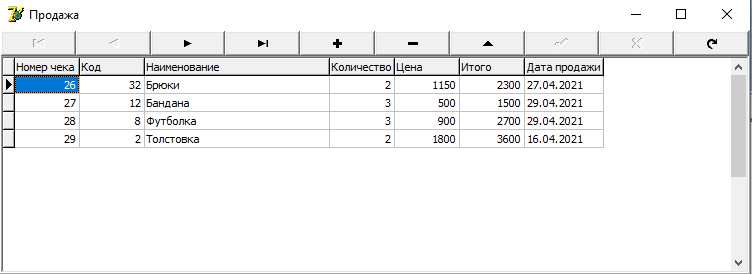 Продажа
Номер чека Код Наименование Количество Цена Итого Дата продажи
26 32 Брюки 2 1150 2300 27.04.2021
27 12 Бандана 3 500 1500 29.04.2021
28 8 Футболка 3 900 2700 29.04.2021
29 2 Толстовка 2 1800 3600 16.04.2021